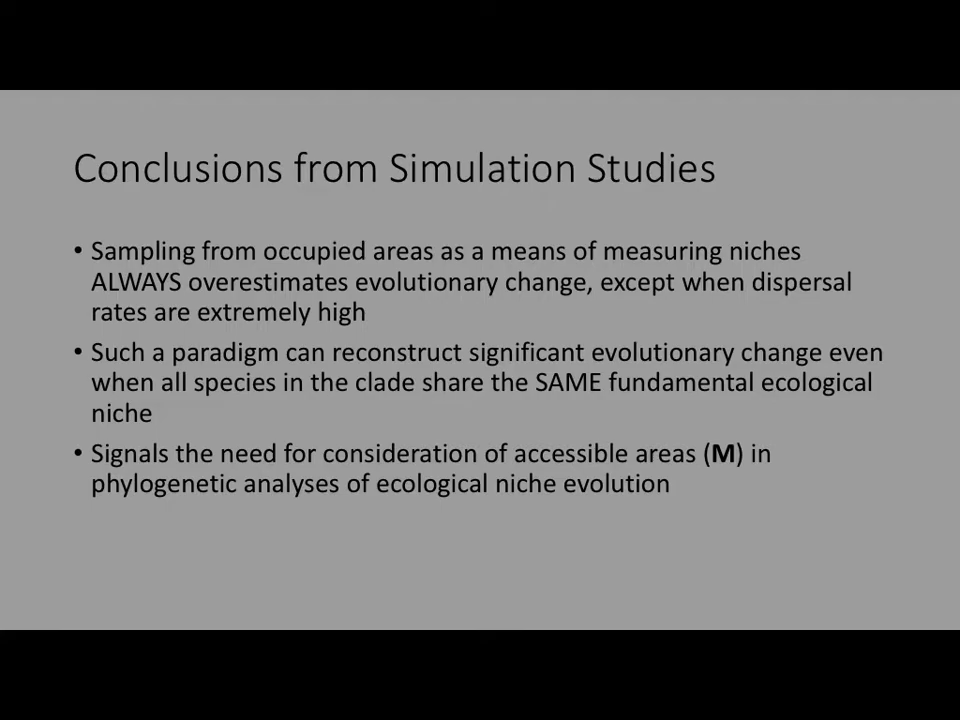 Conclusions from Simulation Studies
• Sampling from occupied areas as a means of measuring niches
ALWAYS overestimates evolutionary change, except when dispersal
rates are extremely high
• Such a paradigm can reconstruct significant evolutionary change even
when all species in the clade share the SAME fundamental ecological
niche
• Signals the need for consideration of accessible areas (M) in
phylogenetic analyses of ecological niche evolution